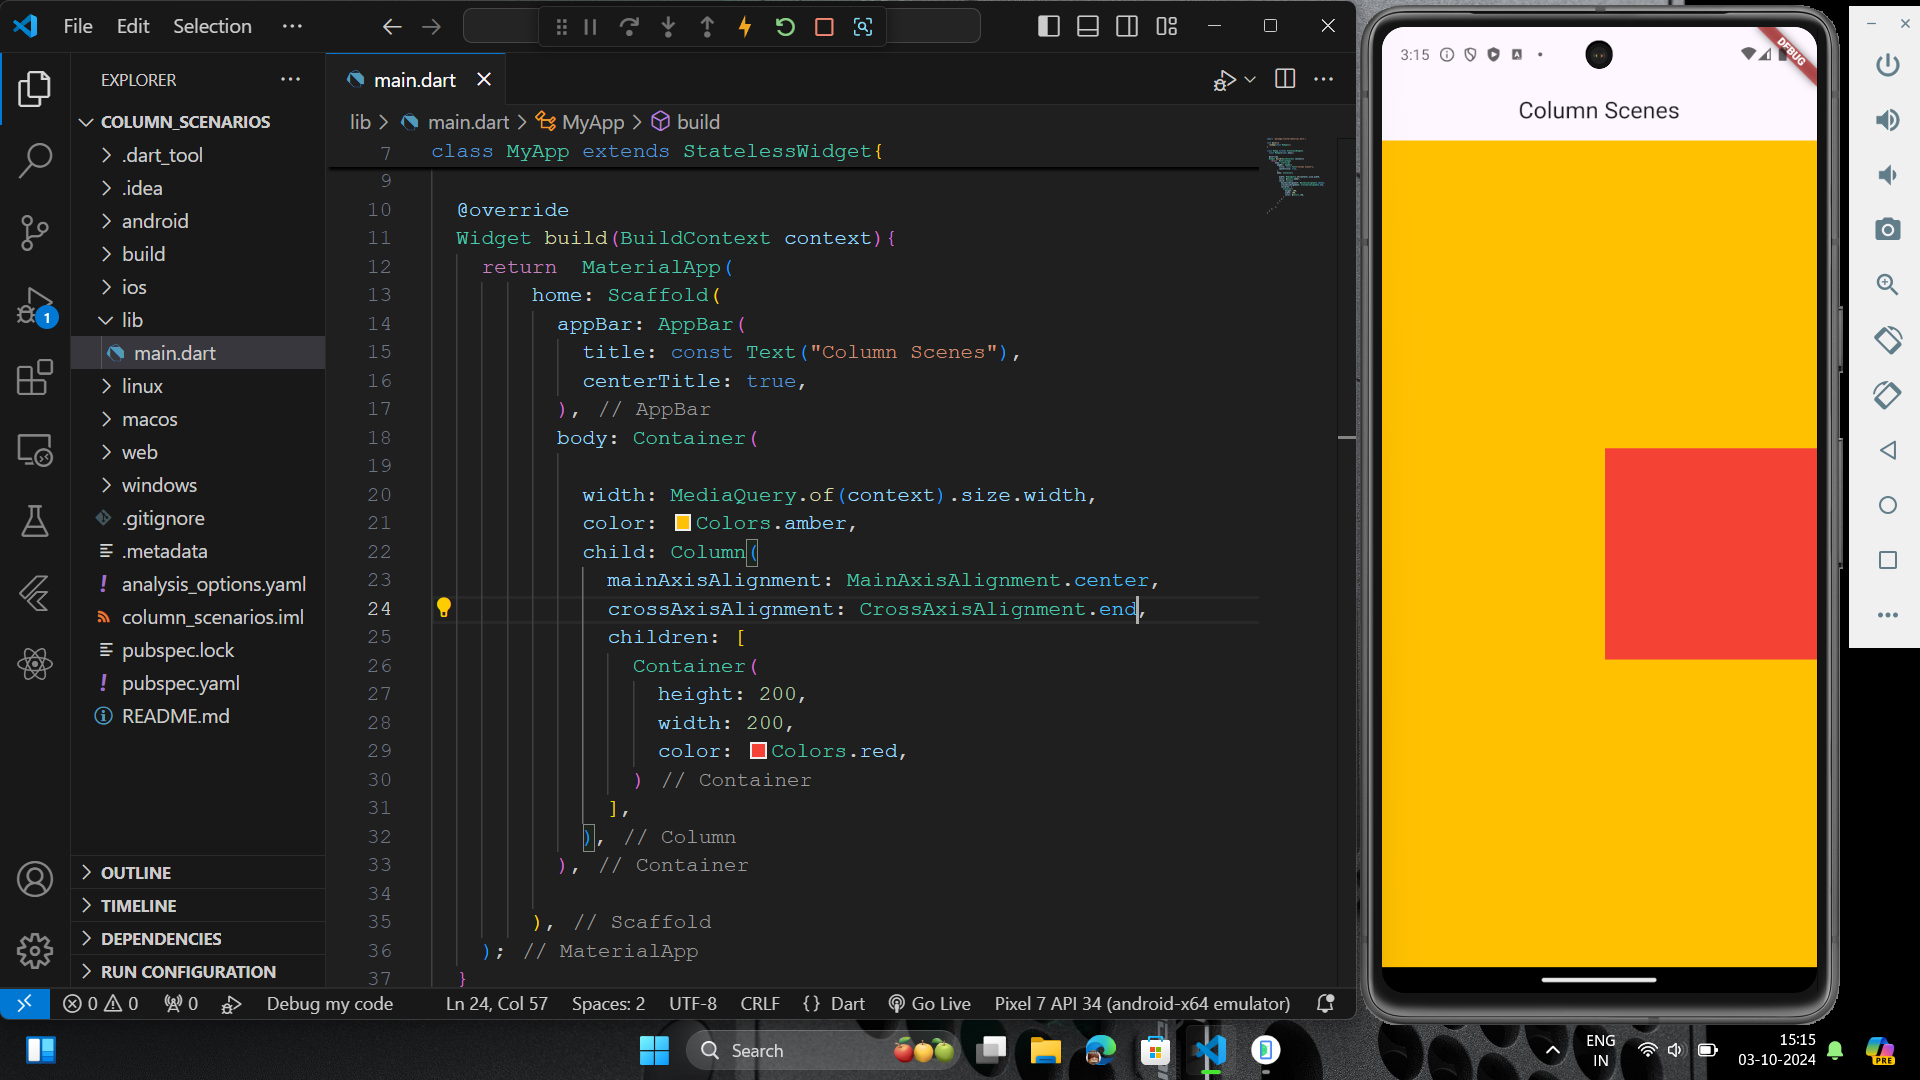 File Edit Selection ···
EXPLORER
main.dart
COLUMN_SCENARIOS
.dart_tool
.idea
android
build
ios
lib
main.dart
linux
macos
web
windows
.gitignore
.metadata
analysis_options.yaml
column_scenarios.iml
pubspec.lock
pubspec.yaml
README.md
OUTLINE
TIMELINE
DEPENDENCIES
RUN CONFIGURATION
1
lib > main.dart > MyApp > build
7 class MyApp extends StatelessWidget{
9
10 @override
11 Widget build(BuildContext context){
12 return  MaterialApp(
13 home: Scaffold(
14 appBar: AppBar(
15 title: const Text("Column Scenes"),
16 centerTitle: true,
17 ), // AppBar
18 body: Container(
19
20 width: MediaQuery.of(context).size.width,
21 color: Colors.amber,
22 child: Column(
23 mainAxisAlignment: MainAxisAlignment.center,
24 crossAxisAlignment: CrossAxisAlignment.end,
25 children: [
26 Container(
27 height: 200,
28 width: 200,
29 color: Colors.red,
30 ) // Container
31 ],
32 ), // Column
33 ), // Container
34
35 ), // Scaffold
36 ); // MaterialApp
37 }
0 0 0 Debug my code Ln 24, Col 57 Spaces: 2 UTF-8 CRLF {} Dart Go Live Pixel 7 API 34 (android-x64 emulator)
3:15
DEBUG
Column Scenes
Search
ENG
IN
15:15
03-10-2024
PRE